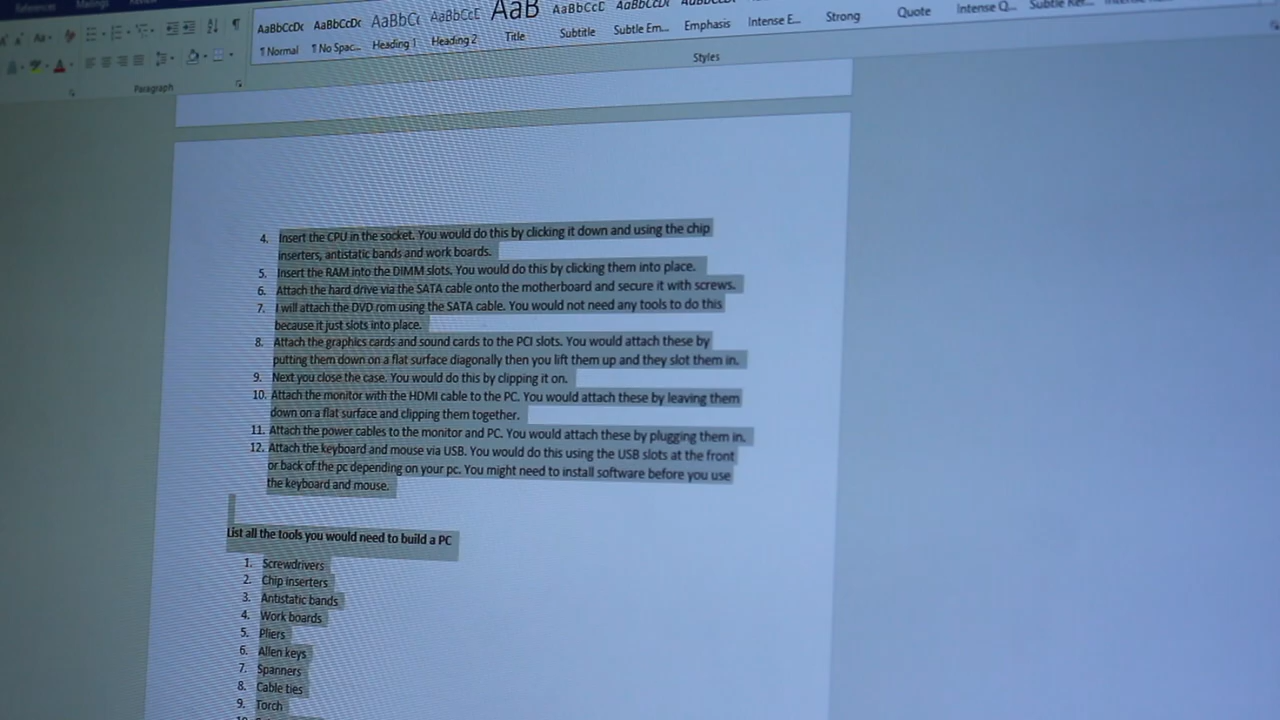 References Mailings Review
AaBbCcDc AaBbCcDc AaBbCc AaBbCcC AaB AaBbCcC AaBbCcDc AaBbCcDc
¶ Normal ¶ No Spac... Heading 1 Heading 2 Title Subtitle Subtle Em... Emphasis Intense E... Strong Quote Intense Q...
Paragraph Styles
4. Insert the CPU in the socket. You would do this by clicking it down and using the chip
inserters, antistatic bands and work boards.
5. Insert the RAM into the DIMM slots. You would do this by clicking them into place.
6. Attach the hard drive via the SATA cable onto the motherboard and secure it with screws.
7. I will attach the DVD rom using the SATA cable. You would not need any tools to do this
because it just slots into place.
8. Attach the graphics cards and sound cards to the PCI slots. You would attach these by
putting them down on a flat surface diagonally then you lift them up and they slot them in.
9. Next you close the case. You would do this by clipping it on.
10. Attach the monitor with the HDMI cable to the PC. You would attach these by leaving them
down on a flat surface and clipping them together.
11. Attach the power cables to the monitor and PC. You would attach these by plugging them in.
12. Attach the keyboard and mouse via USB. You would do this using the USB slots at the front
or back of the pc depending on your pc. You might need to install software before you use
the keyboard and mouse.
List all the tools you would need to build a PC
1. Screwdrivers
2. Chip inserters
3. Antistatic bands
4. Work boards
5. Pliers
6. Allen keys
7. Spanners
8. Cable ties
9. Torch